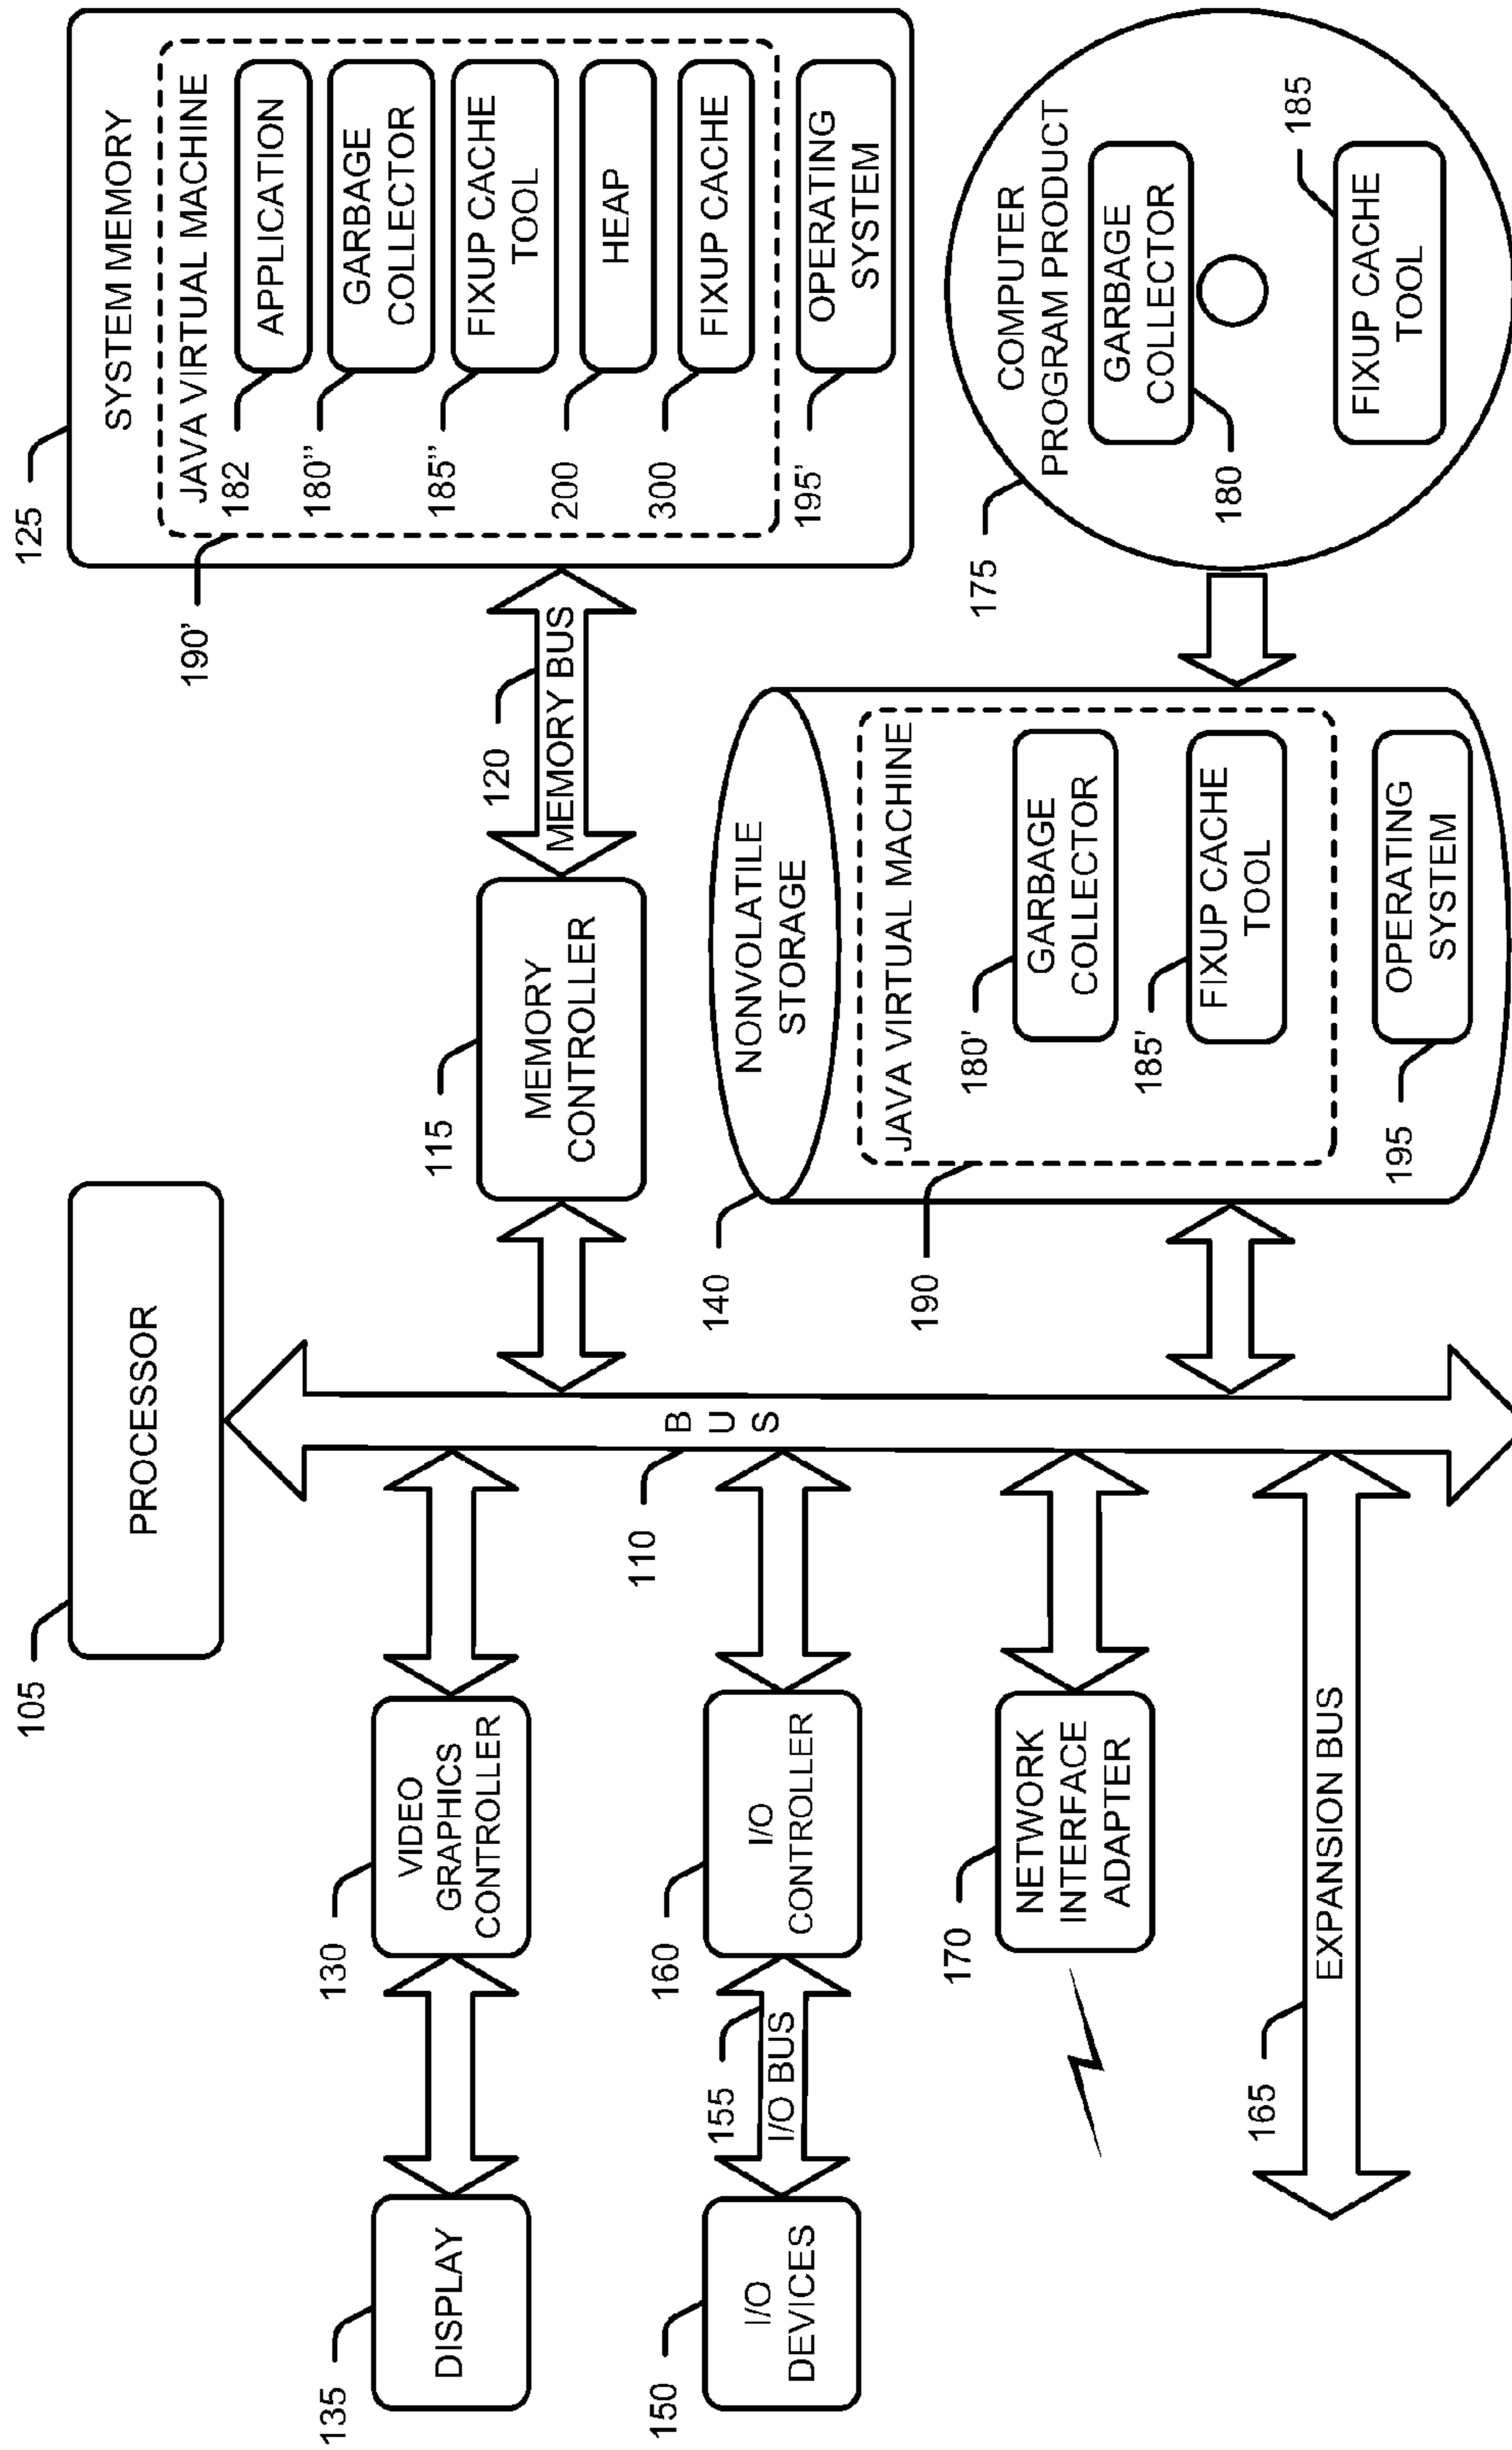 105
PROCESSOR
125
SYSTEM MEMORY
190'
JAVA VIRTUAL MACHINE
182
APPLICATION
180"
GARBAGE
COLLECTOR
185"
FIXUP CACHE
TOOL
200
HEAP
300
FIXUP CACHE
195'
OPERATING
SYSTEM
135
DISPLAY
130
VIDEO
GRAPHICS
CONTROLLER
115
MEMORY
CONTROLLER
120
MEMORY BUS
110
B
U
S
150
I/O
DEVICES
155
I/O BUS
160
I/O
CONTROLLER
140
NONVOLATILE
STORAGE
190
JAVA VIRTUAL MACHINE
180'
GARBAGE
COLLECTOR
185'
FIXUP CACHE
TOOL
195
OPERATING
SYSTEM
175
COMPUTER
PROGRAM PRODUCT
180
GARBAGE
COLLECTOR
185
FIXUP CACHE
TOOL
170
NETWORK
INTERFACE
ADAPTER
165
EXPANSION BUS